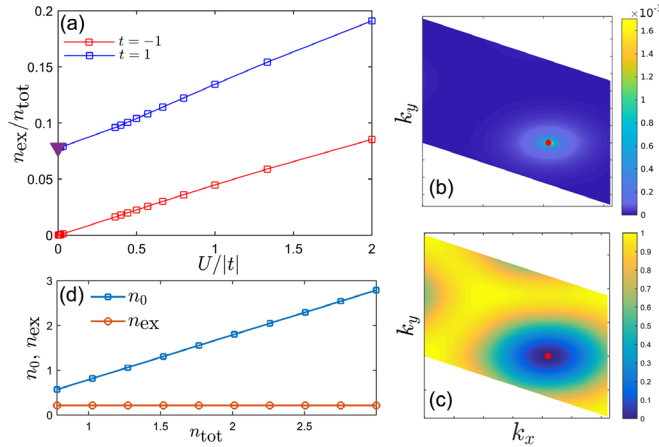 (a)
t = −1
t = 1
n_ex/n_tot
0.2
0.15
0.1
0.05
0
0
0.5
1
1.5
2
U/|t|
(b)
k_y
×10⁻³
1.6
1.4
1.2
1
0.8
0.6
0.4
0.2
0
(d)
n_0
n_ex
n_0, n_ex
3
2
1
0
1
1.5
2
2.5
n_tot
(c)
k_y
k_x
1
0.9
0.8
0.7
0.6
0.5
0.4
0.3
0.2
0.1
0